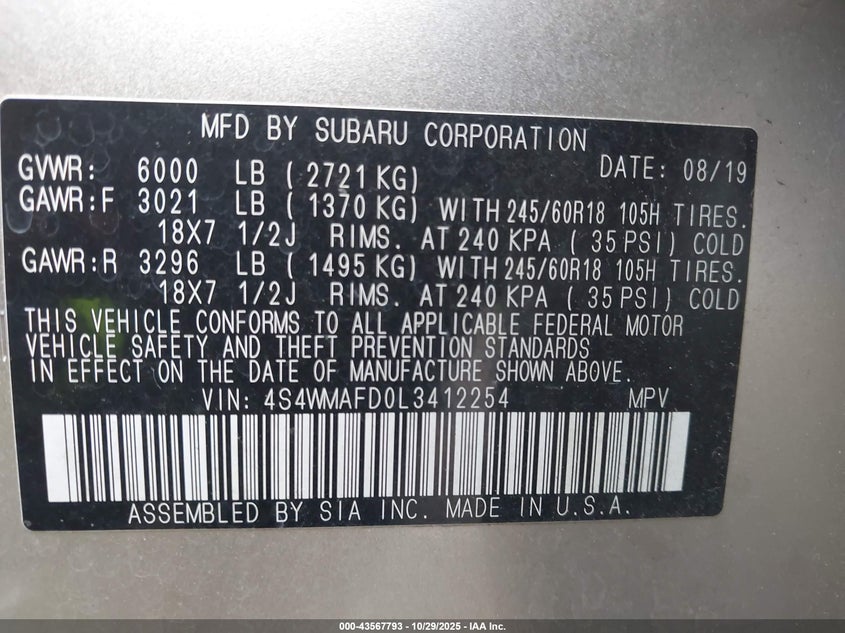 MFD BY SUBARU CORPORATION
DATE: 08/19
GVWR: 6000 LB ( 2721 KG)
GAWR:F 3021 LB ( 1370 KG) WITH 245/60R18 105H TIRES.
18X7 1/2J RIMS. AT 240 KPA ( 35 PSI) COLD
GAWR:R 3296 LB ( 1495 KG) WITH 245/60R18 105H TIRES.
18X7 1/2J RIMS. AT 240 KPA ( 35 PSI) COLD
THIS VEHICLE CONFORMS TO ALL APPLICABLE FEDERAL MOTOR
VEHICLE SAFETY AND THEFT PREVENTION STANDARDS
IN EFFECT ON THE DATE OF MANUFACTURE SHOWN ABOVE.
VIN: 4S4WMAFD0L3412254 MPV
ASSEMBLED BY SIA INC. MADE IN U.S.A.
000-43567793 - 10/29/2025 - IAA Inc.